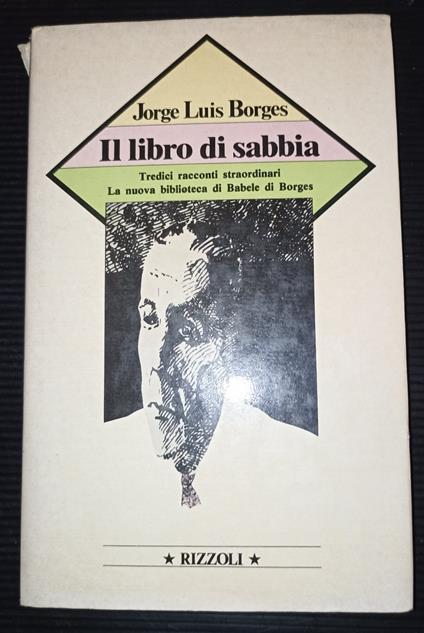 Jorge Luis Borges
Il libro di sabbia
Tredici racconti straordinari
La nuova biblioteca di Babele di Borges
★ RIZZOLI ★